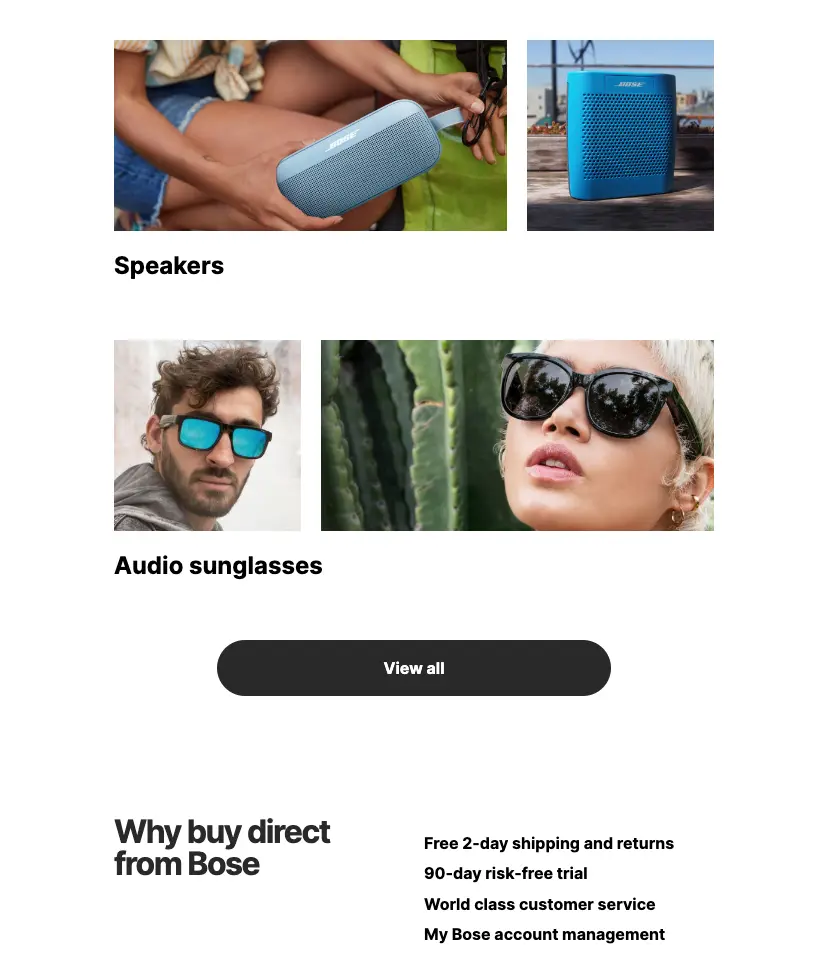 BOSE
BOSE
Speakers
Audio sunglasses
View all
Why buy direct
from Bose
Free 2-day shipping and returns
90-day risk-free trial
World class customer service
My Bose account management